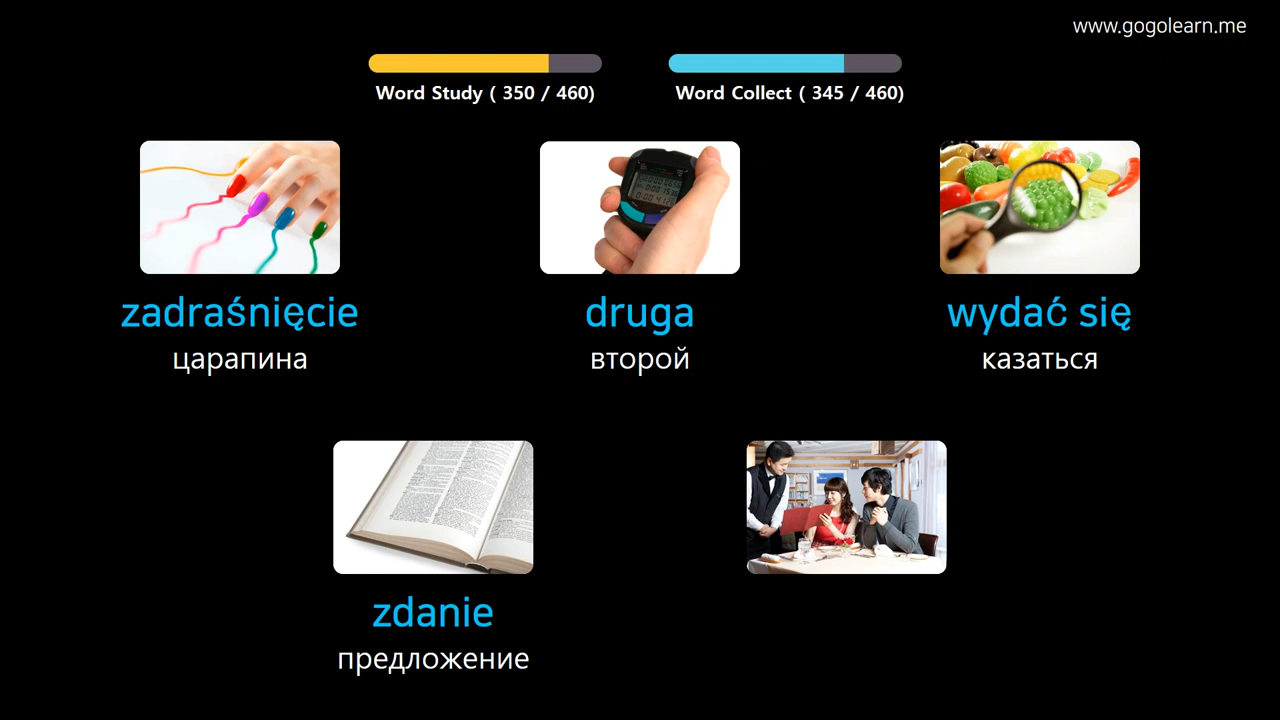 www.gogolearn.me
Word Study ( 350 / 460)
Word Collect ( 345 / 460)
zadraśnięcie
царапина
druga
второй
wydać się
казаться
zdanie
предложение